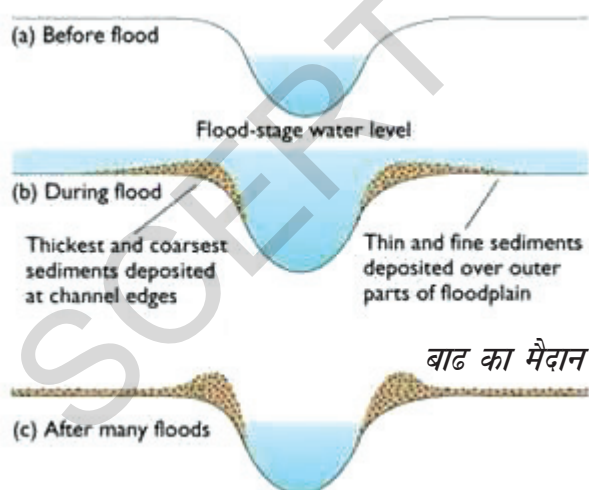 (a) Before flood
Flood-stage water level
(b) During flood
Thickest and coarsest
sediments deposited
at channel edges
Thin and fine sediments
deposited over outer
parts of floodplain
बाढ का मैदान
(c) After many floods
SCERT